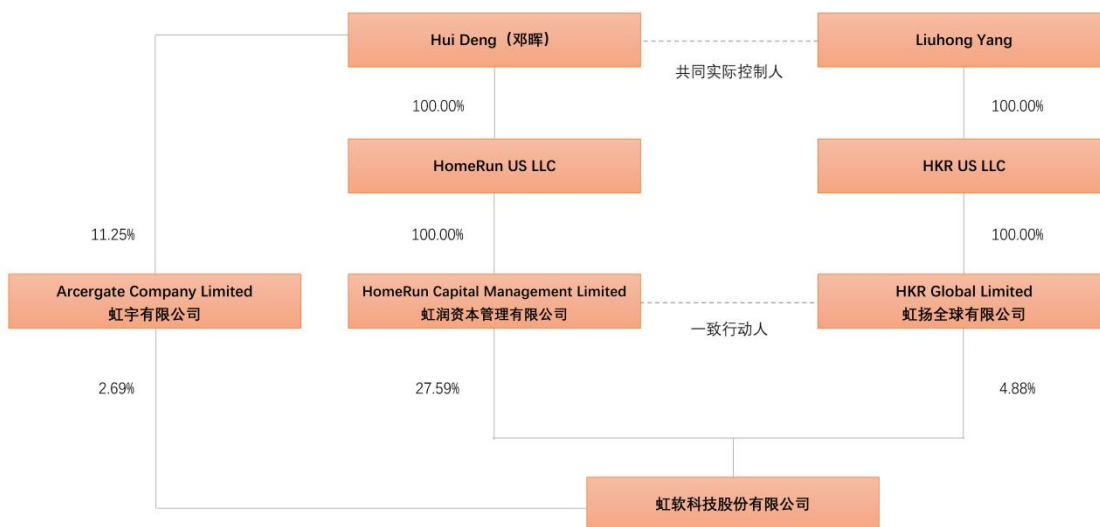 Hui Deng（邓晖）
Liuhong Yang
共同实际控制人
100.00%
100.00%
HomeRun US LLC
HKR US LLC
11.25%
100.00%
100.00%
Arcergate Company Limited
虹宇有限公司
HomeRun Capital Management Limited
虹润资本管理有限公司
HKR Global Limited
虹扬全球有限公司
一致行动人
2.69%
27.59%
4.88%
虹软科技股份有限公司